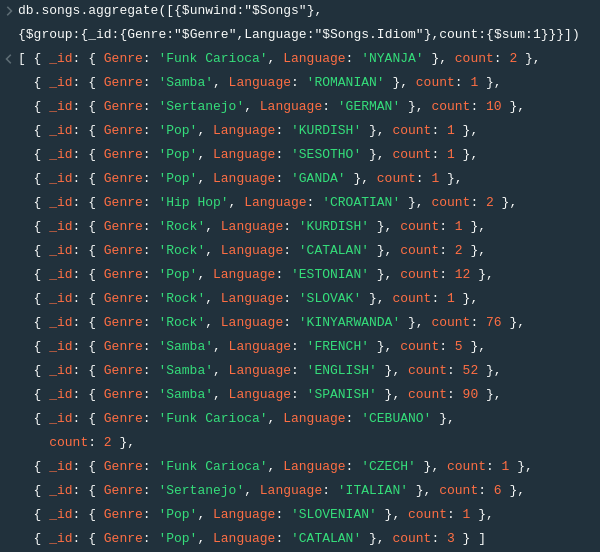 db.songs.aggregate([{$unwind:"$Songs"},
{$group:{_id:{Genre:"$Genre",Language:"$Songs.Idiom"},count:{$sum:1}}}])
[ { _id: { Genre: 'Funk Carioca', Language: 'NYANJA' }, count: 2 },
{ _id: { Genre: 'Samba', Language: 'ROMANIAN' }, count: 1 },
{ _id: { Genre: 'Sertanejo', Language: 'GERMAN' }, count: 10 },
{ _id: { Genre: 'Pop', Language: 'KURDISH' }, count: 1 },
{ _id: { Genre: 'Pop', Language: 'SESOTHO' }, count: 1 },
{ _id: { Genre: 'Pop', Language: 'GANDA' }, count: 1 },
{ _id: { Genre: 'Hip Hop', Language: 'CROATIAN' }, count: 2 },
{ _id: { Genre: 'Rock', Language: 'KURDISH' }, count: 1 },
{ _id: { Genre: 'Rock', Language: 'CATALAN' }, count: 2 },
{ _id: { Genre: 'Pop', Language: 'ESTONIAN' }, count: 12 },
{ _id: { Genre: 'Rock', Language: 'SLOVAK' }, count: 1 },
{ _id: { Genre: 'Rock', Language: 'KINYARWANDA' }, count: 76 },
{ _id: { Genre: 'Samba', Language: 'FRENCH' }, count: 5 },
{ _id: { Genre: 'Samba', Language: 'ENGLISH' }, count: 52 },
{ _id: { Genre: 'Samba', Language: 'SPANISH' }, count: 90 },
{ _id: { Genre: 'Funk Carioca', Language: 'CEBUANO' },
count: 2 },
{ _id: { Genre: 'Funk Carioca', Language: 'CZECH' }, count: 1 },
{ _id: { Genre: 'Sertanejo', Language: 'ITALIAN' }, count: 6 },
{ _id: { Genre: 'Pop', Language: 'SLOVENIAN' }, count: 1 },
{ _id: { Genre: 'Pop', Language: 'CATALAN' }, count: 3 } ]